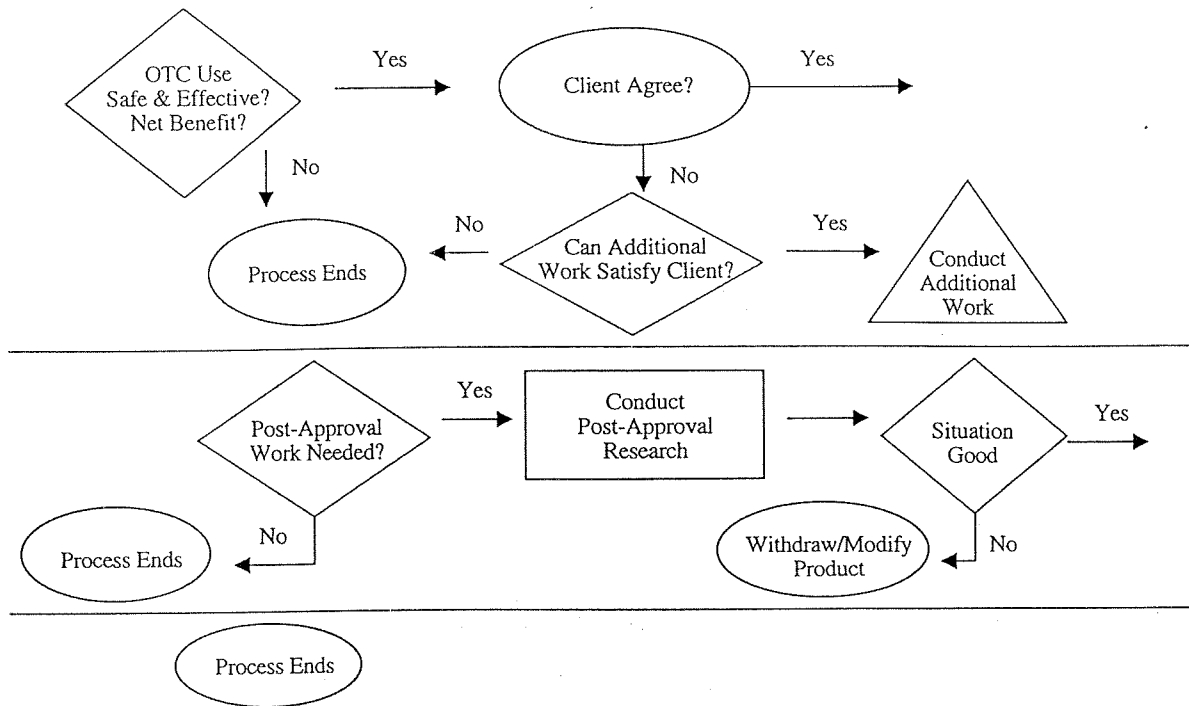 OTC Use
Safe & Effective?
Net Benefit?
Yes
Client Agree?
Yes
No
No
Process Ends
No
Can Additional
Work Satisfy Client?
Yes
Conduct
Additional
Work
Post-Approval
Work Needed?
Yes
Conduct
Post-Approval
Research
Situation
Good
Yes
No
Process Ends
Withdraw/Modify
Product
No
Process Ends